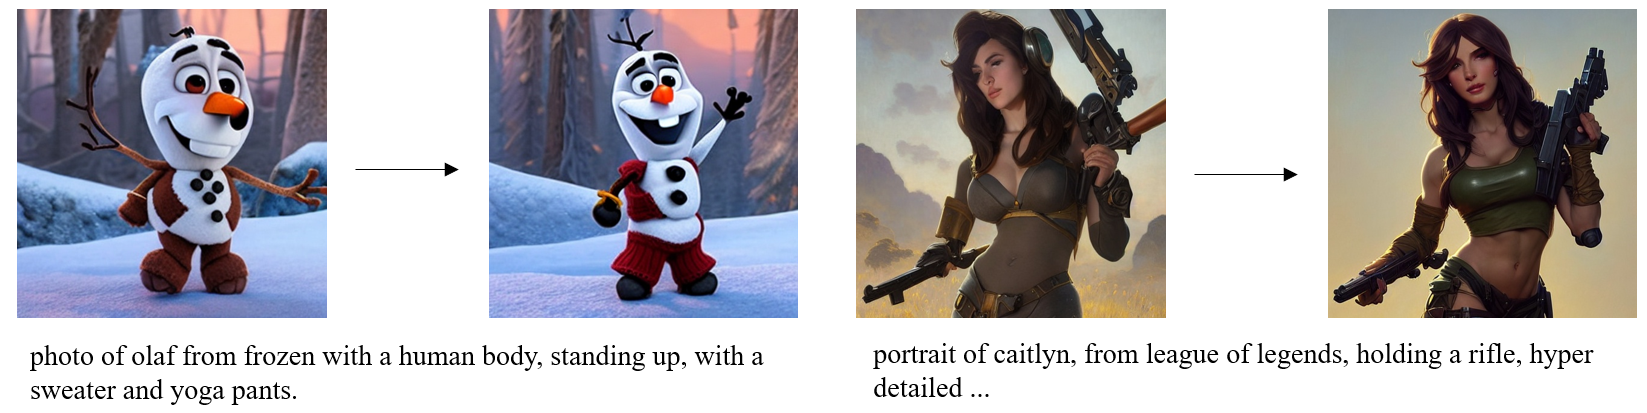 photo of olaf from frozen with a human body, standing up, with a
sweater and yoga pants.
portrait of caitlyn, from league of legends, holding a rifle, hyper
detailed ...